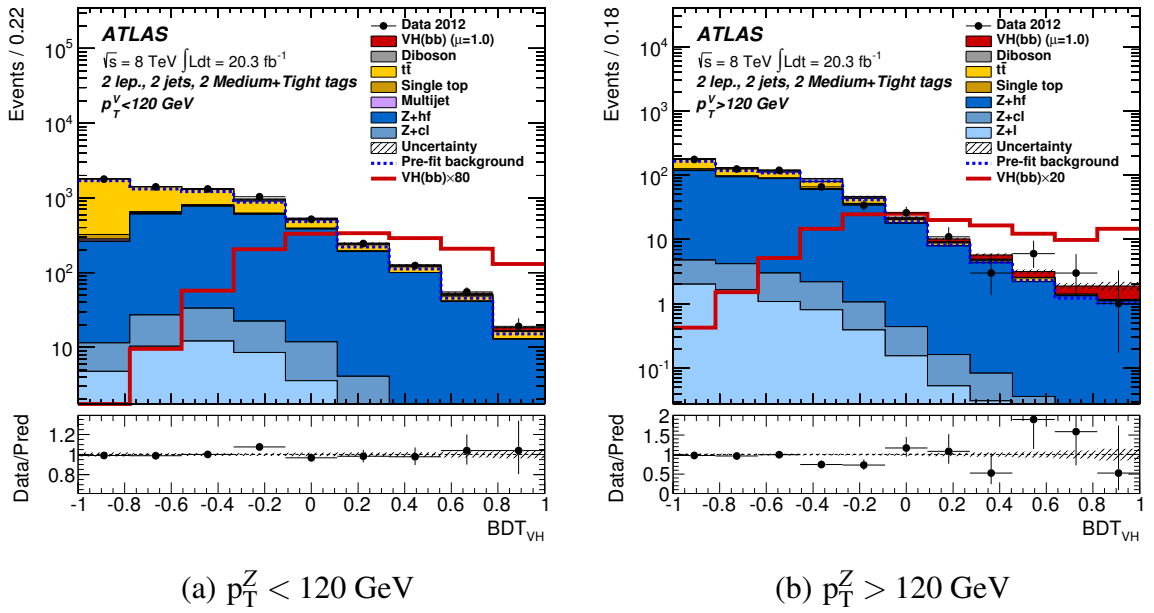 Events / 0.22
10⁵
10⁴
10³
10²
10
ATLAS
√s = 8 TeV ∫Ldt = 20.3 fb⁻¹
2 lep., 2 jets, 2 Medium+Tight tags
p_T^V<120 GeV
Data 2012
VH(bb) (μ=1.0)
Diboson
tt̄
Single top
Multijet
Z+hf
Z+cl
Z+l
Uncertainty
Pre-fit background
VH(bb)×80
Data/Pred
1.2
1.0
0.8
-1 -0.8 -0.6 -0.4 -0.2 0 0.2 0.4 0.6 0.8 1
BDT_VH
(a) p_T^Z < 120 GeV
Events / 0.18
10⁴
10³
10²
10
1
10⁻¹
ATLAS
√s = 8 TeV ∫Ldt = 20.3 fb⁻¹
2 lep., 2 jets, 2 Medium+Tight tags
p_T^V>120 GeV
Data 2012
VH(bb) (μ=1.0)
Diboson
tt̄
Single top
Z+hf
Z+cl
Z+l
Uncertainty
Pre-fit background
VH(bb)×20
Data/Pred
2
1.5
1.0
0.5
0
-1 -0.8 -0.6 -0.4 -0.2 0 0.2 0.4 0.6 0.8 1
BDT_VH
(b) p_T^Z > 120 GeV